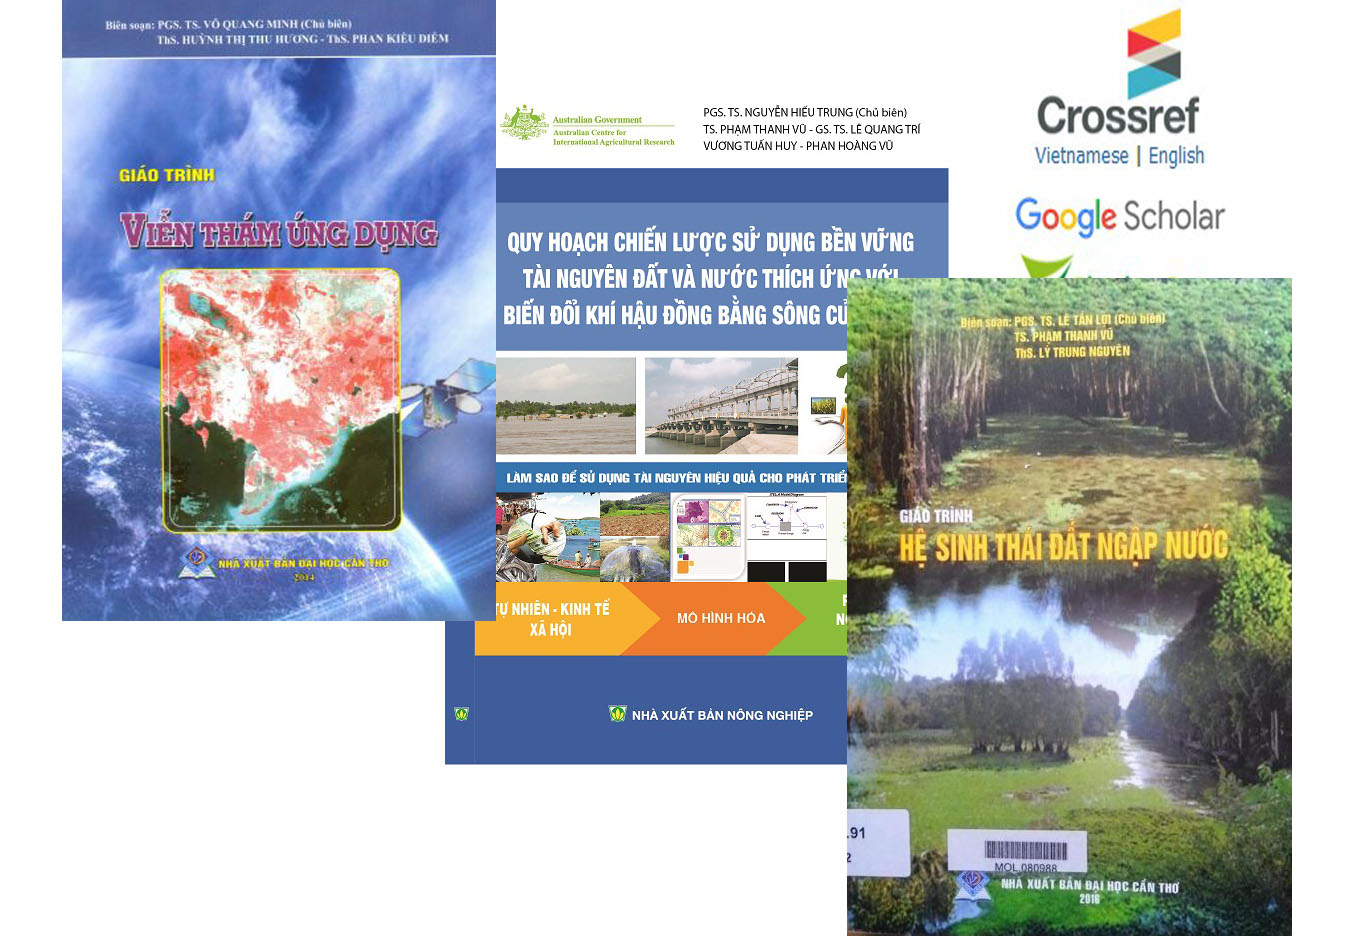 Biên soạn: PGS. TS. VÕ QUANG MINH (Chủ biên)
ThS. HUỲNH THỊ THU HƯƠNG - ThS. PHAN KIỀU DIỄM
GIÁO TRÌNH
VIỄN THÁM ỨNG DỤNG
NHÀ XUẤT BẢN ĐẠI HỌC CẦN THƠ
2014
Australian Government
Australian Centre for
International Agricultural Research
PGS. TS. NGUYỄN HIẾU TRUNG (Chủ biên)
TS. PHẠM THANH VŨ - GS. TS. LÊ QUANG TRÍ
VƯƠNG TUẤN HUY - PHAN HOÀNG VŨ
QUY HOẠCH CHIẾN LƯỢC SỬ DỤNG BỀN VỮNG
TÀI NGUYÊN ĐẤT VÀ NƯỚC THÍCH ỨNG VỚI
BIẾN ĐỔI KHÍ HẬU ĐỒNG BẰNG SÔNG
LÀM SAO ĐỂ SỬ DỤNG TÀI NGUYÊN HIỆU QUẢ CHO PHÁT TRIỂN
TỰ NHIÊN - KINH TẾ
XÃ HỘI
MÔ HÌNH HÓA
NHÀ XUẤT BẢN NÔNG NGHIỆP
Crossref
Vietnamese | English
Google Scholar
Biên soạn: PGS. TS. LÊ TẤN LỢI (Chủ biên)
TS. PHẠM THANH VŨ
ThS. LÝ TRUNG NGUYÊN
GIÁO TRÌNH
HỆ SINH THÁI ĐẤT NGẬP NƯỚC
.91
2
MOL.080988
NHÀ XUẤT BẢN ĐẠI HỌC CẦN THƠ
2016